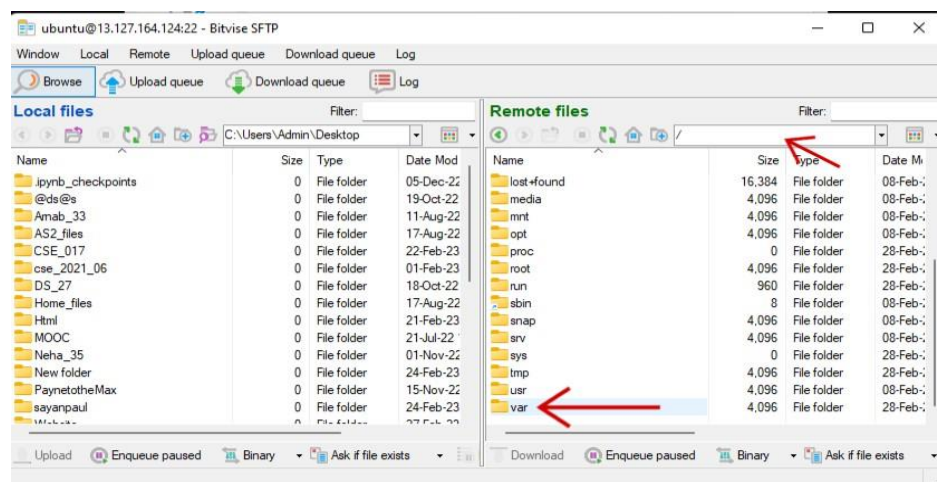 ubuntu@13.127.164.124:22 - Bitvise SFTP
Window Local Remote Upload queue Download queue Log
Browse Upload queue Download queue Log
Local files Filter:
C:\Users\Admin\Desktop
Name Size Type Date Mod
.ipynb_checkpoints 0 File folder 05-Dec-22
@ds@s 0 File folder 19-Oct-22
Arnab_33 0 File folder 11-Aug-22
AS2_files 0 File folder 17-Aug-22
CSE_017 0 File folder 22-Feb-23
cse_2021_06 0 File folder 01-Feb-23
DS_27 0 File folder 18-Oct-22
Home_files 0 File folder 17-Aug-22
Html 0 File folder 21-Feb-23
MOOC 0 File folder 21-Jul-22
Neha_35 0 File folder 01-Nov-22
New folder 0 File folder 24-Feb-23
PaynetotheMax 0 File folder 15-Nov-22
sayanpaul 0 File folder 24-Feb-23
Upload Enqueue paused Binary Ask if file exists
Remote files Filter:
/
Name Size Type Date M
lost+found 16,384 File folder 08-Feb-
media 4,096 File folder 08-Feb-
mnt 4,096 File folder 08-Feb-
opt 4,096 File folder 08-Feb-
proc 0 File folder 28-Feb-
root 4,096 File folder 28-Feb-
run 960 File folder 28-Feb-
sbin 8 File folder 08-Feb-
snap 4,096 File folder 08-Feb-
srv 4,096 File folder 08-Feb-
sys 0 File folder 28-Feb-
tmp 4,096 File folder 28-Feb-
usr 4,096 File folder 08-Feb-
var 4,096 File folder 28-Feb-
Download Enqueue paused Binary Ask if file exists